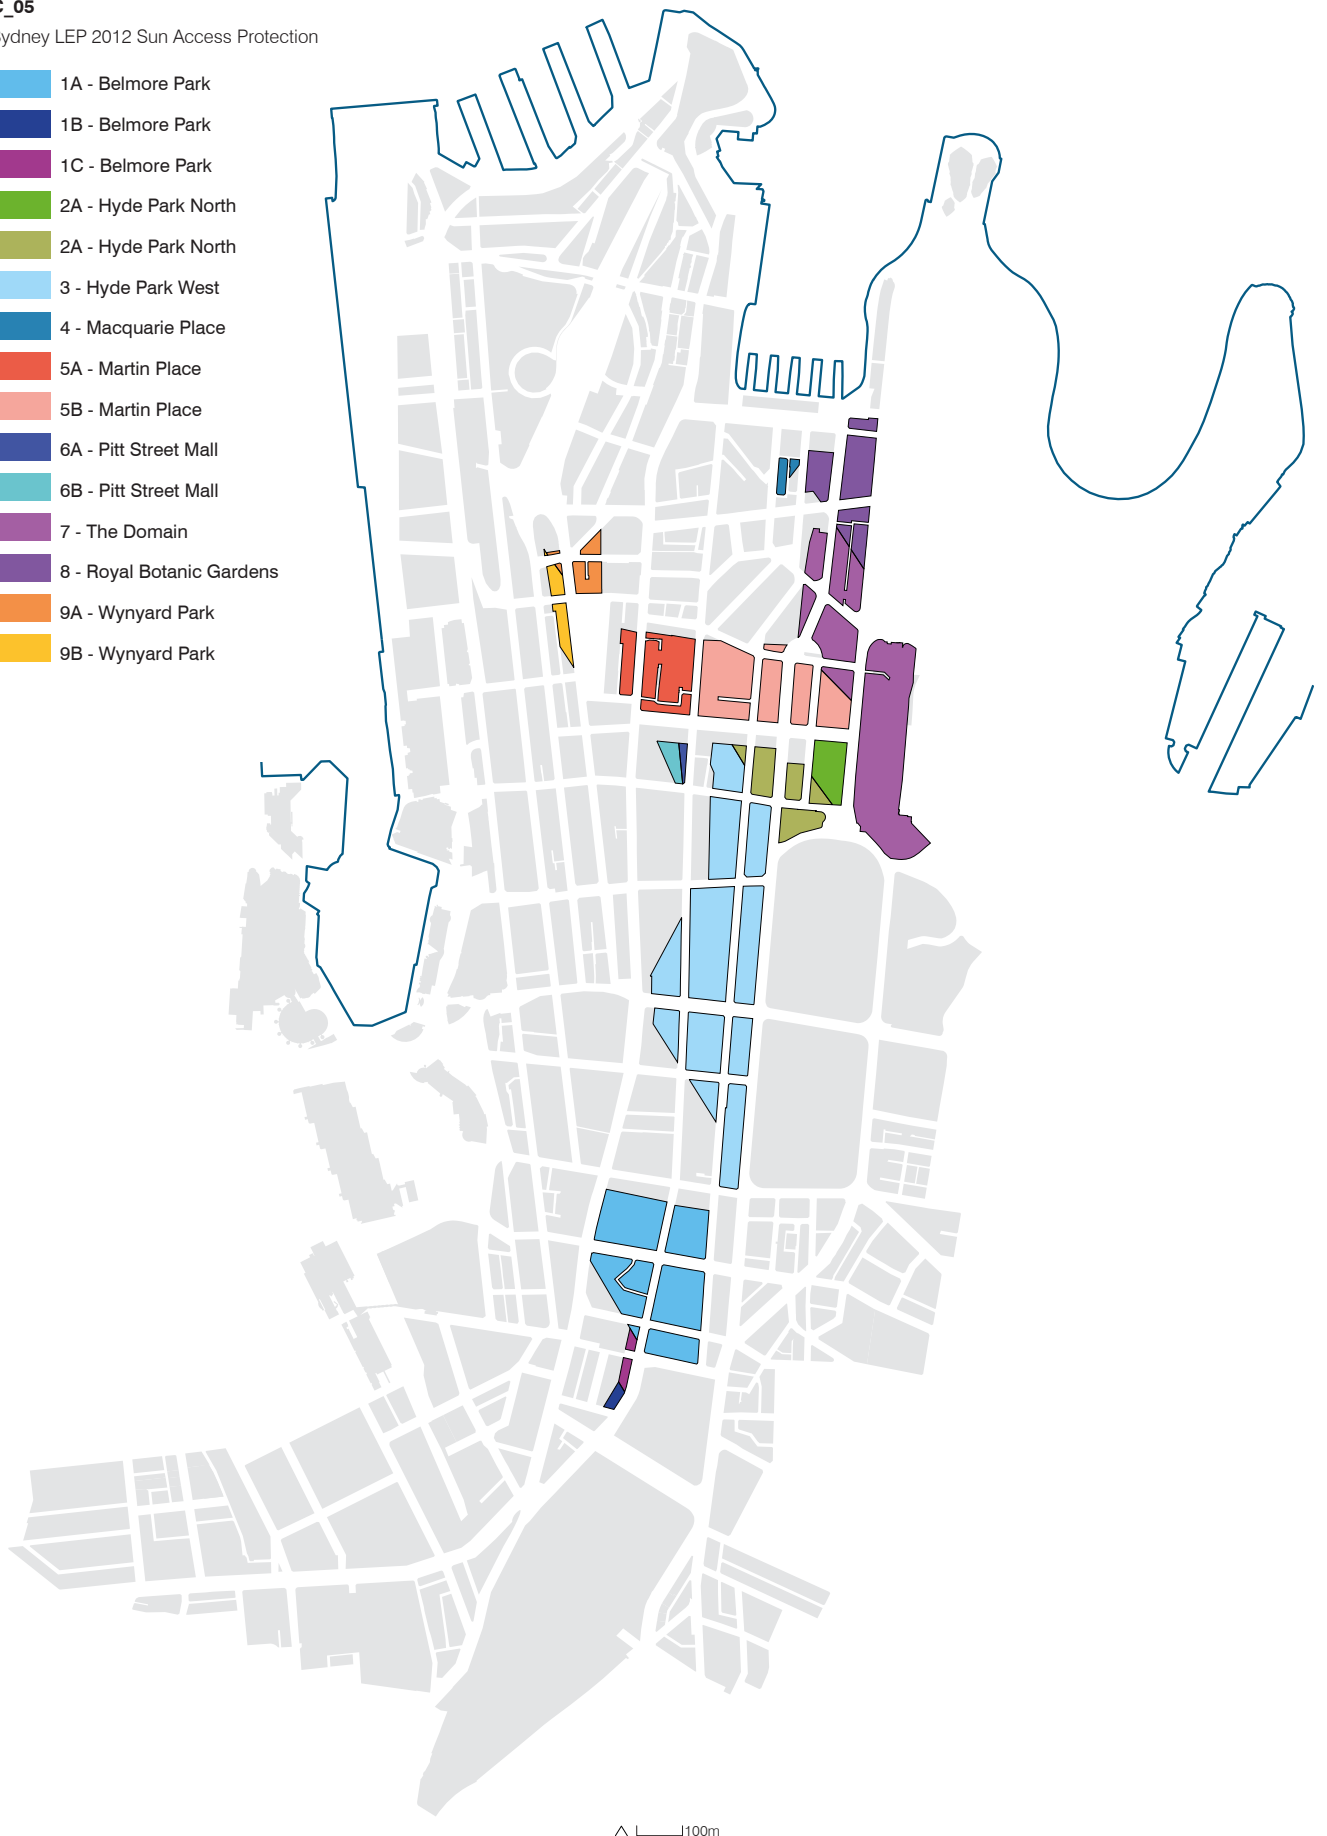 _05
ydney LEP 2012 Sun Access Protection
1A - Belmore Park
1B - Belmore Park
1C - Belmore Park
2A - Hyde Park North
2A - Hyde Park North
3 - Hyde Park West
4 - Macquarie Place
5A - Martin Place
5B - Martin Place
6A - Pitt Street Mall
6B - Pitt Street Mall
7 - The Domain
8 - Royal Botanic Gardens
9A - Wynyard Park
9B - Wynyard Park
100m